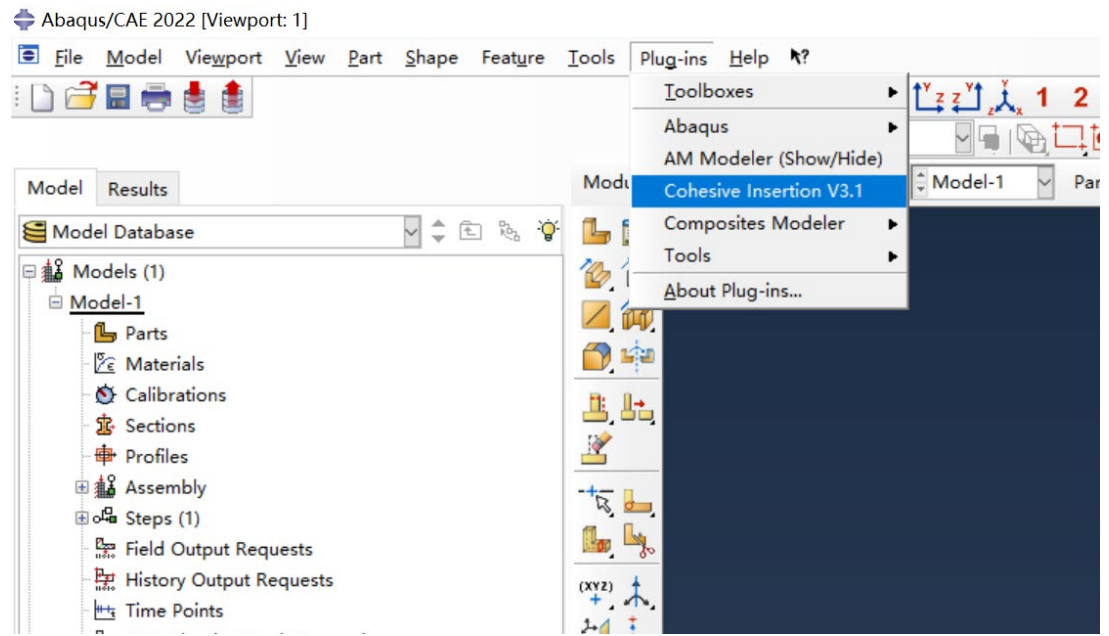 Abaqus/CAE 2022 [Viewport: 1]
File Model Viewport View Part Shape Feature Tools Plug-ins Help
Toolboxes
1 2
Abaqus
AM Modeler (Show/Hide)
Model Results
Cohesive Insertion V3.1
Model-1
Model Database
Composites Modeler
Tools
Models (1)
About Plug-ins...
Model-1
Parts
Materials
Calibrations
Sections
Profiles
Assembly
Steps (1)
Field Output Requests
History Output Requests
(XYZ)
Time Points